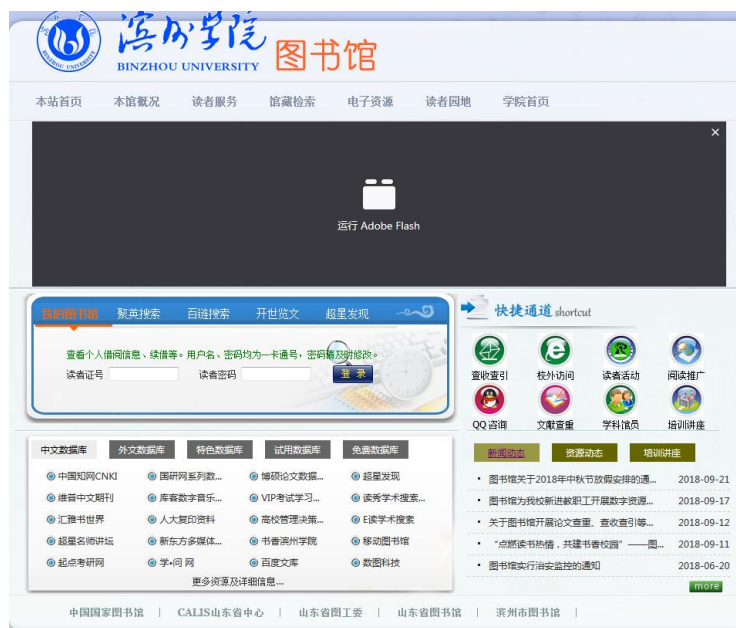 滨州学院 图书馆
BINZHOU UNIVERSITY
本站首页 本馆概况 读者服务 馆藏检索 电子资源 读者园地 学院首页
运行 Adobe Flash
我的图书馆 聚英搜索 百链搜索 开世览文 超星发现
查看个人借阅信息、续借等。用户名、密码均为一卡通号，密码请及时修改。
读者证号 读者密码 登 录
快捷通道 shortcut
查收查引 校外访问 读者活动 阅读推广
QQ咨询 文献查重 学科馆员 培训讲座
中文数据库 外文数据库 特色数据库 试用数据库 免费数据库
中国知网CNKI 国研网系列数... 博硕论文数据... 超星发现
维普中文期刊 库客数字音乐... VIP考试学习... 读秀学术搜索...
汇雅书世界 人大复印资料 高校管理决策... E读学术搜索
超星名师讲坛 新东方多媒体... 书香滨州学院 移动图书馆
起点考研网 学•问 网 百度文库 数图科技
更多资源及详细信息...
新闻动态 资源动态 培训讲座
图书馆关于2018年中秋节放假安排的通... 2018-09-21
图书馆为我校新进教职工开展数字资源... 2018-09-17
关于图书馆开展论文查重、查收查引等... 2018-09-12
“点燃读书热情，共建书香校园”——图... 2018-09-11
图书馆实行治安监控的通知 2018-06-20
more
中国国家图书馆 | CALIS山东省中心 | 山东省图工委 | 山东省图书馆 | 滨州市图书馆 |